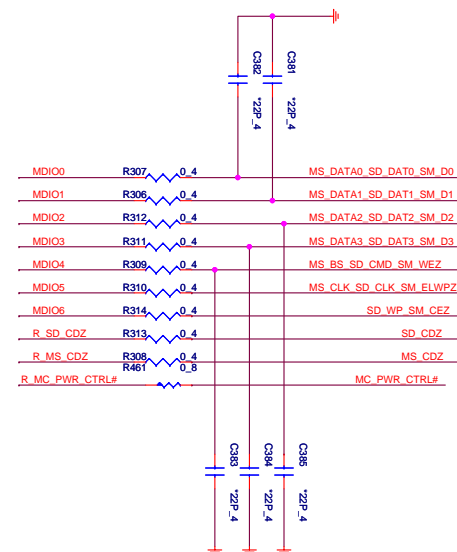 C382
C381
*22P_4
*22P_4
MDIO0 R307 0_4 MS_DATA0_SD_DAT0_SM_D0
MDIO1 R306 0_4 MS_DATA1_SD_DAT1_SM_D1
MDIO2 R312 0_4 MS_DATA2_SD_DAT2_SM_D2
MDIO3 R311 0_4 MS_DATA3_SD_DAT3_SM_D3
MDIO4 R309 0_4 MS_BS_SD_CMD_SM_WEZ
MDIO5 R310 0_4 MS_CLK_SD_CLK_SM_ELWPZ
MDIO6 R314 0_4 SD_WP_SM_CEZ
R_SD_CDZ R313 0_4 SD_CDZ
R_MS_CDZ R308 0_4 MS_CDZ
R_MC_PWR_CTRL# R461 0_8 MC_PWR_CTRL#
C383
C384
C385
*22P_4
*22P_4
*22P_4